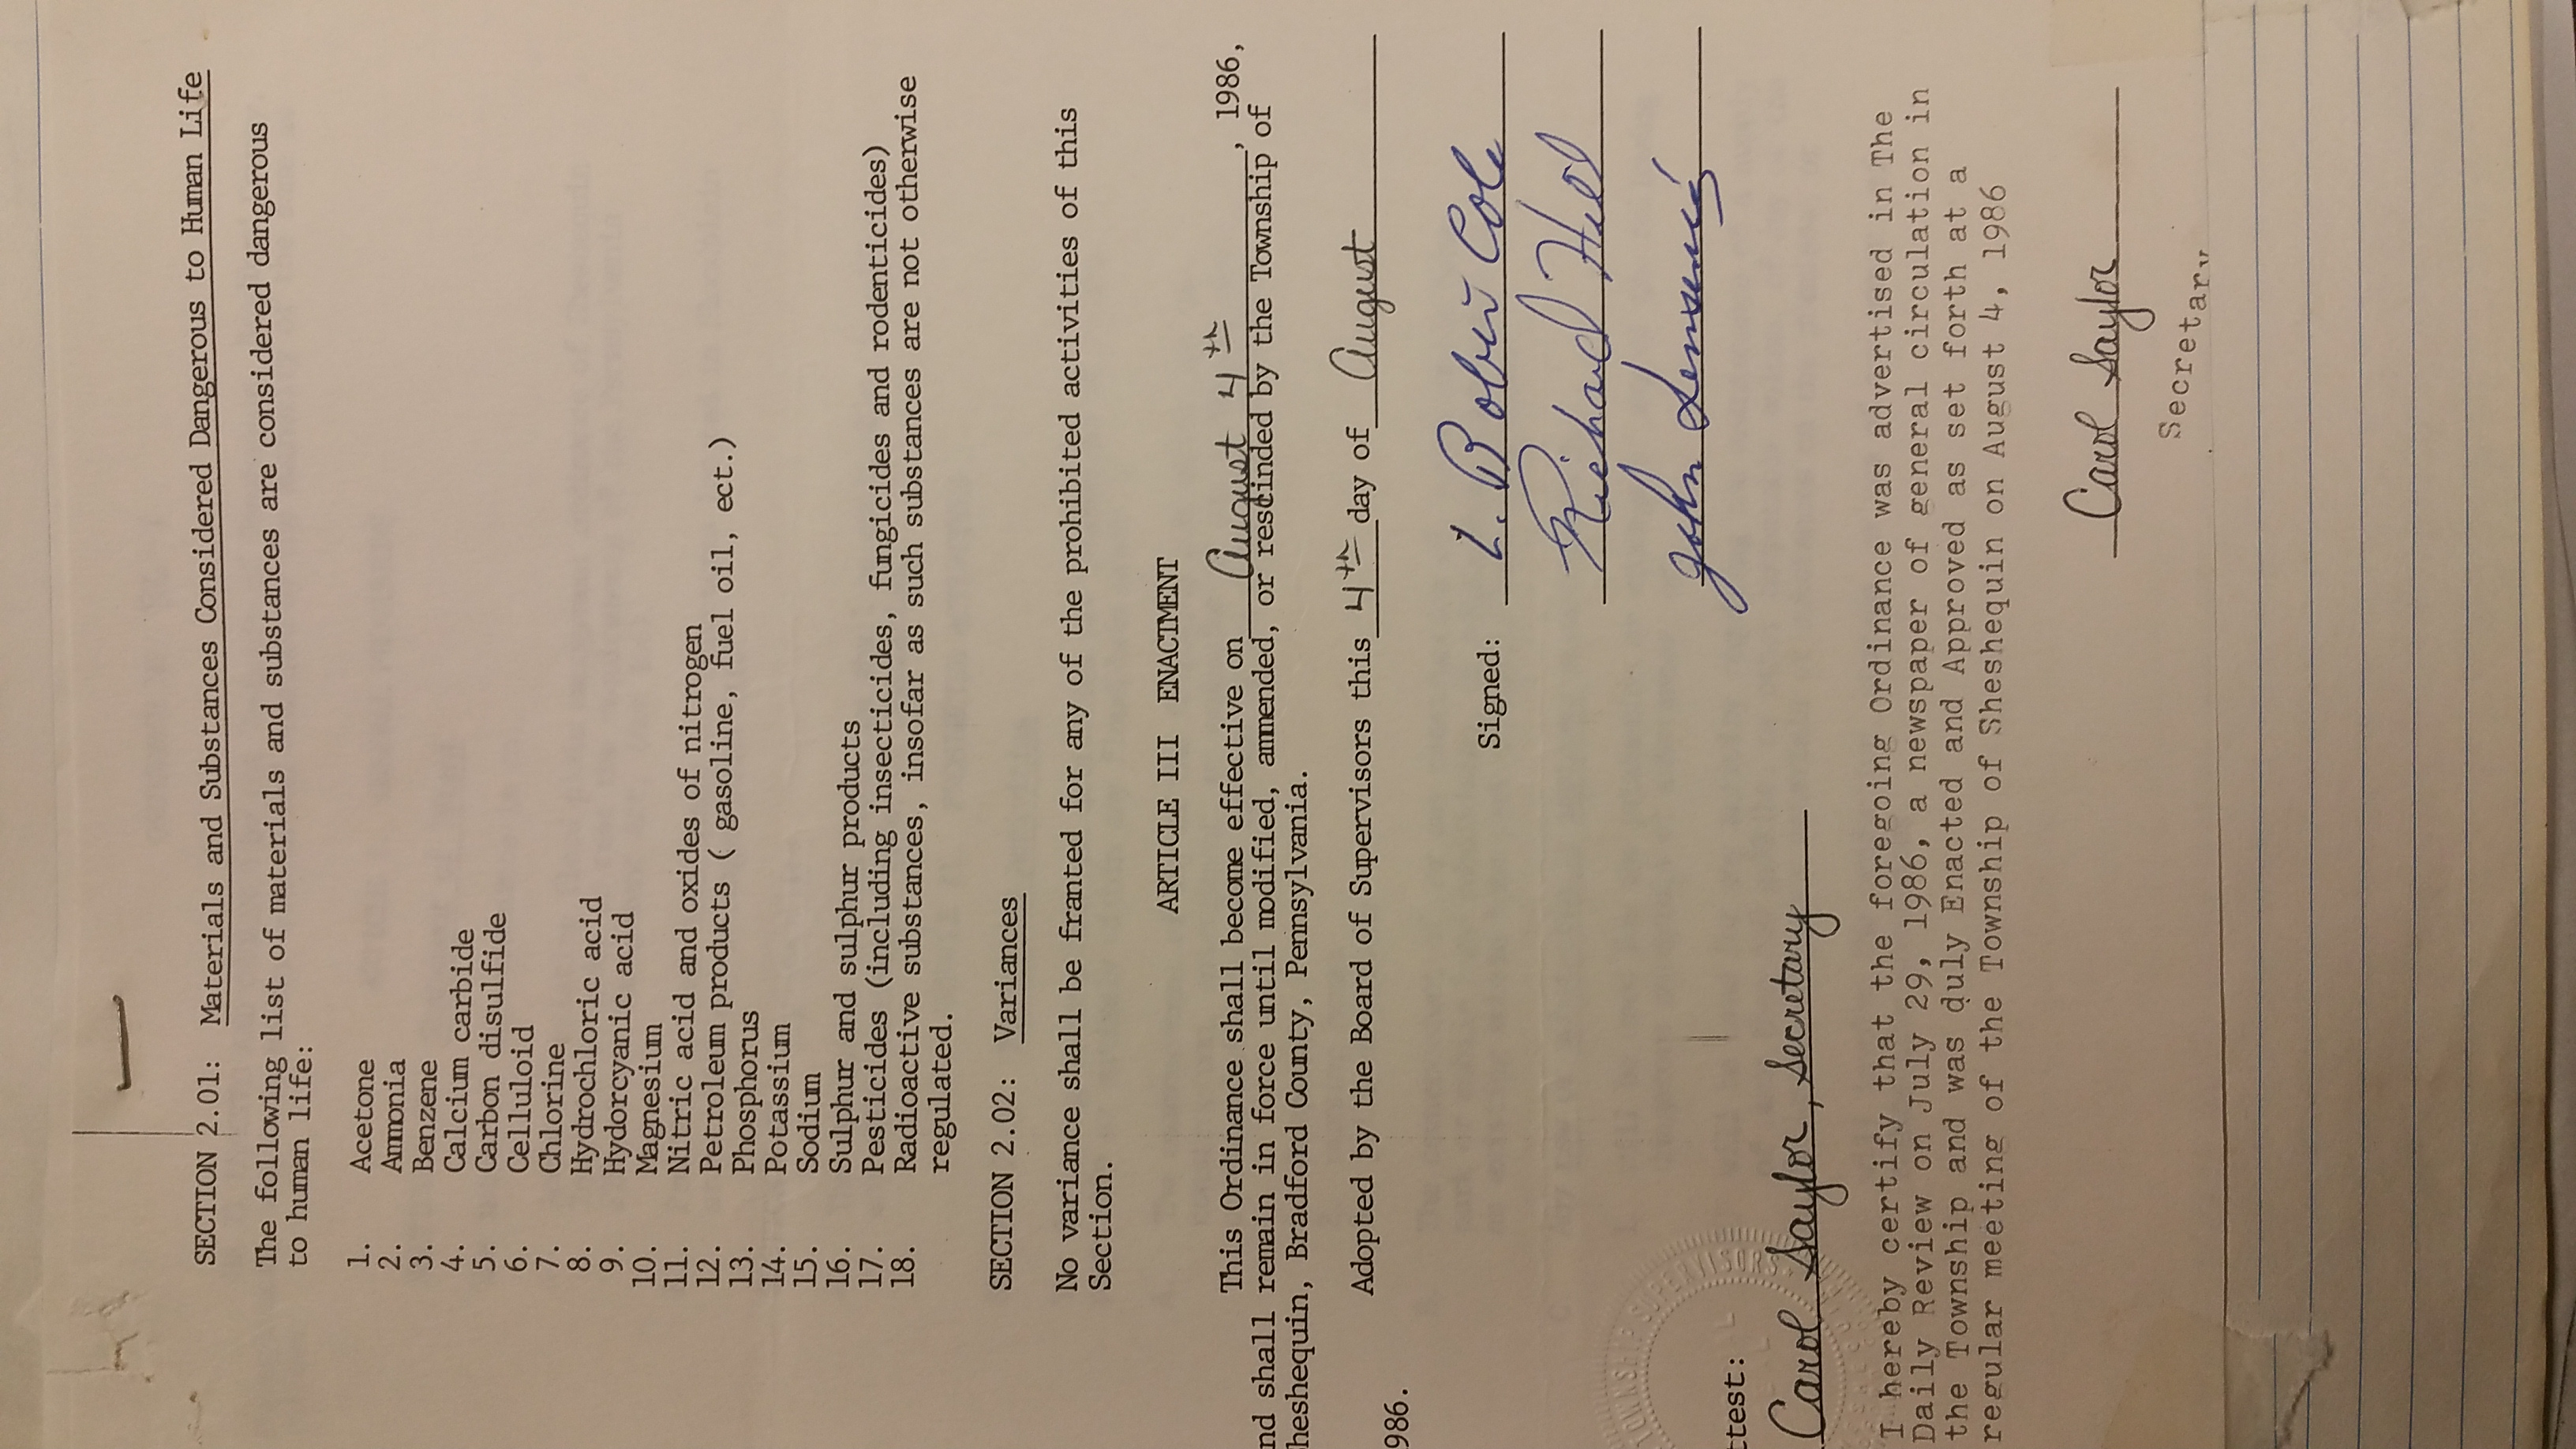 SECTION 2.01: Materials and Substances Considered Dangerous to Human Life
The following list of materials and substances are considered dangerous
to human life:
1. Acetone
2. Ammonia
3. Benzene
4. Calcium carbide
5. Carbon disulfide
6. Celluloid
7. Chlorine
8. Hydrochloric acid
9. Hydorcyanic acid
10. Magnesium
11. Nitric acid and oxides of nitrogen
12. Petroleum products ( gasoline, fuel oil, ect.)
13. Phosphorus
14. Potassium
15. Sodium
16. Sulphur and sulphur products
17. Pesticides (including insecticides, fungicides and rodenticides)
18. Radioactive substances, insofar as such substances are not otherwise
regulated.
SECTION 2.02: Variances
No variance shall be franted for any of the prohibited activities of this
Section.
ARTICLE III ENACTMENT
This Ordinance shall become effective on August 4th, 1986,
nd shall remain in force until modified, ammended, or rescinded by the Township of
heshequin, Bradford County, Pennsylvania.
Adopted by the Board of Supervisors this 4th day of August
986.
Signed: L. Robert Cole
Richard Hill
John
ttest:
Carol Saylor, Secretary
TOWNSHIP SUPERVISORS
I hereby certify that the foregoing Ordinance was advertised in The
Daily Review on July 29, 1986, a newspaper of general circulation in
the Township and was duly Enacted and Approved as set forth at a
regular meeting of the Township of Sheshequin on August 4, 1986
Carol Saylor
Secretary